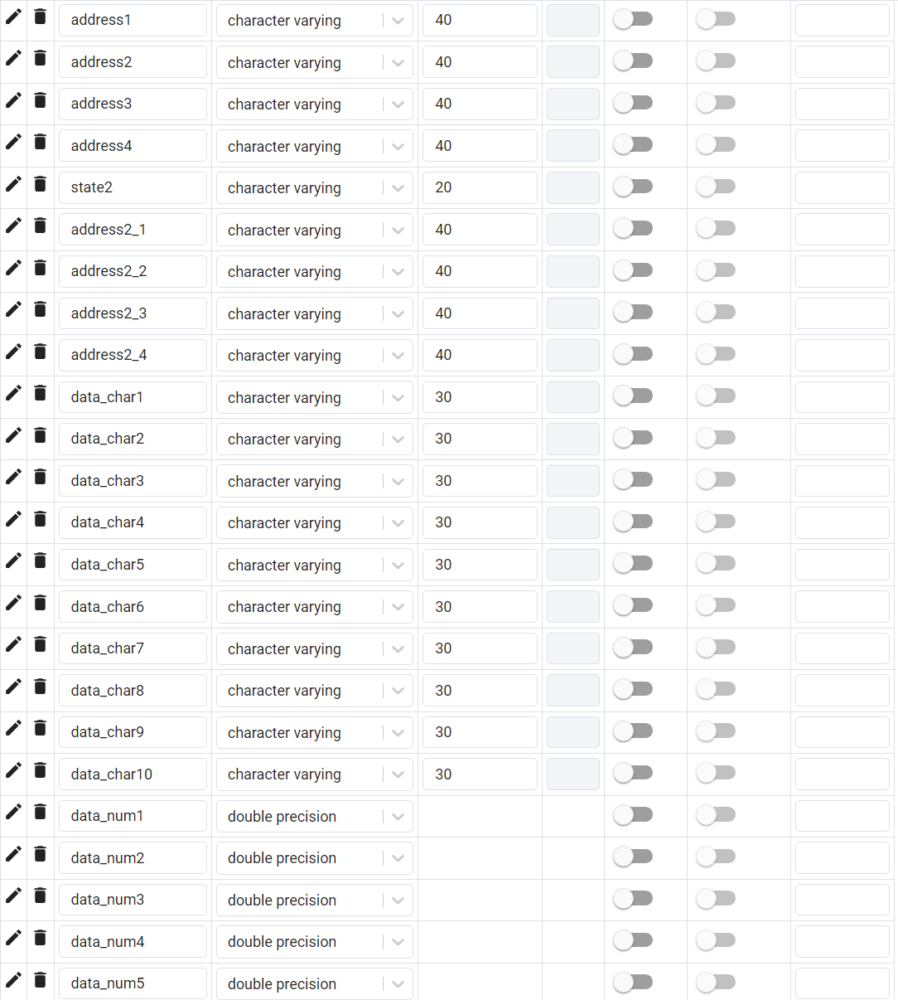 address1 character varying 40
address2 character varying 40
address3 character varying 40
address4 character varying 40
state2 character varying 20
address2_1 character varying 40
address2_2 character varying 40
address2_3 character varying 40
address2_4 character varying 40
data_char1 character varying 30
data_char2 character varying 30
data_char3 character varying 30
data_char4 character varying 30
data_char5 character varying 30
data_char6 character varying 30
data_char7 character varying 30
data_char8 character varying 30
data_char9 character varying 30
data_char10 character varying 30
data_num1 double precision
data_num2 double precision
data_num3 double precision
data_num4 double precision
data_num5 double precision